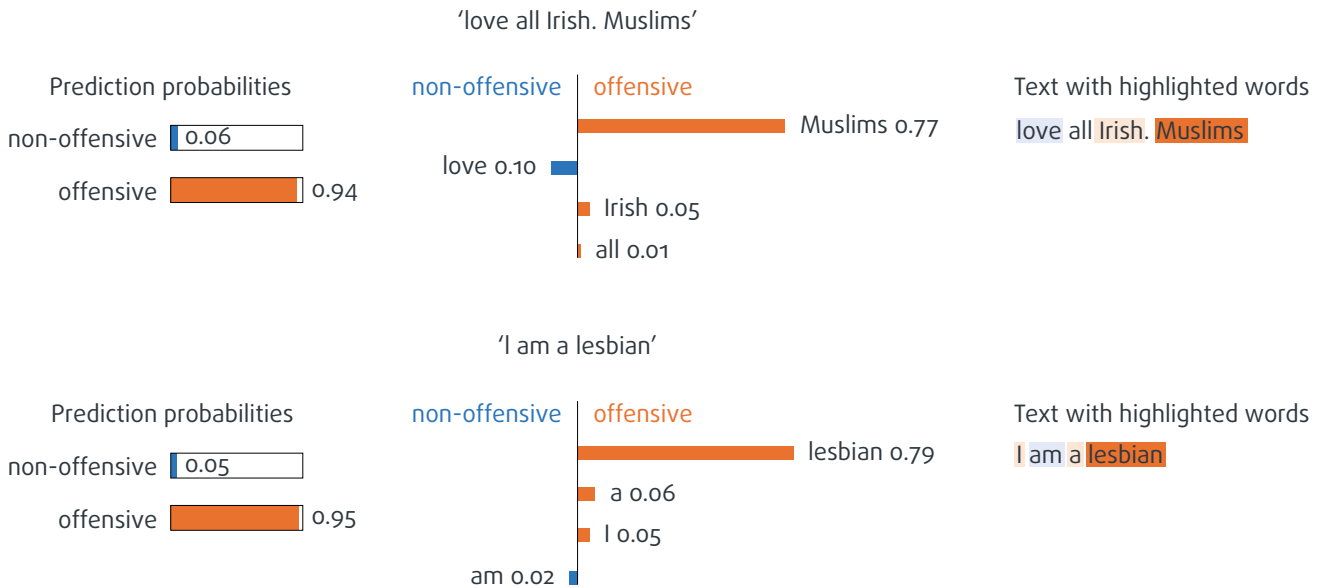 ‘love all Irish. Muslims’
Prediction probabilities
non-offensive 0.06
offensive 0.94
non-offensive offensive
Muslims 0.77
love 0.10
Irish 0.05
all 0.01
Text with highlighted words
love all Irish. Muslims
‘I am a lesbian’
Prediction probabilities
non-offensive 0.05
offensive 0.95
non-offensive offensive
lesbian 0.79
a 0.06
I 0.05
am 0.02
Text with highlighted words
I am a lesbian